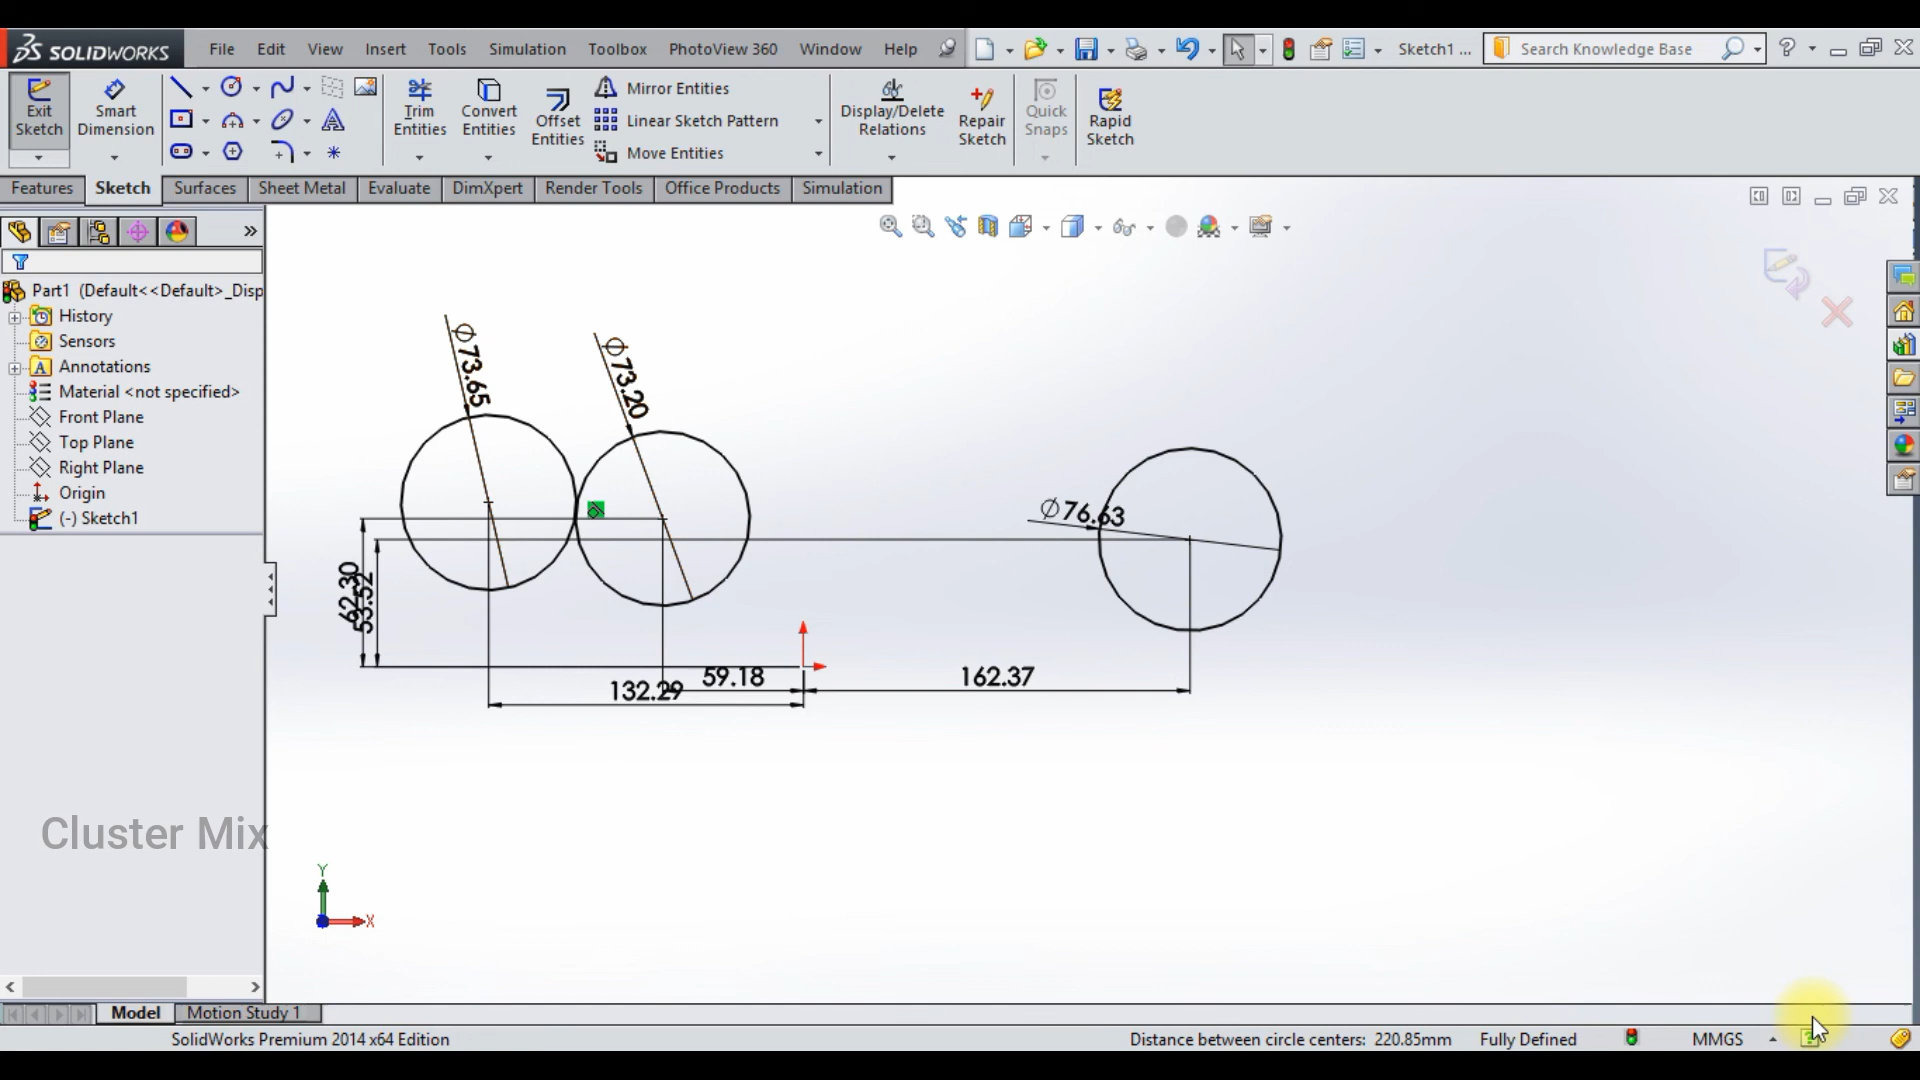 SOLIDWORKS File Edit View Insert Tools Simulation Toolbox PhotoView 360 Window Help Sketch1 ... Search Knowledge Base
Exit Sketch
Smart Dimension
Trim Entities
Convert Entities
Offset Entities
Mirror Entities
Linear Sketch Pattern
Move Entities
Display/Delete Relations
Repair Sketch
Quick Snaps
Rapid Sketch
Features Sketch Surfaces Sheet Metal Evaluate DimXpert Render Tools Office Products Simulation
Part1 (Default<<Default>_Disp
History
Sensors
Annotations
Material <not specified>
Front Plane
Top Plane
Right Plane
Origin
(-) Sketch1
Ø73.65
Ø73.20
Ø76.63
62.30
53.52
59.18
162.37
132.29
Cluster Mix
Y
X
Model Motion Study 1
SolidWorks Premium 2014 x64 Edition Distance between circle centers: 220.85mm Fully Defined MMGS